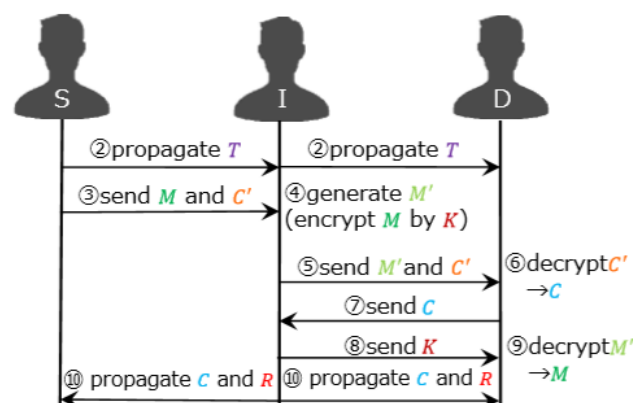 S
I
D
②propagate T
②propagate T
③send M and C'
④generate M'
(encrypt M by K)
⑤send M' and C'
⑥decryptC'
→C
⑦send C
⑧send K
⑨decryptM'
→M
⑩ propagate C and R
⑩ propagate C and R